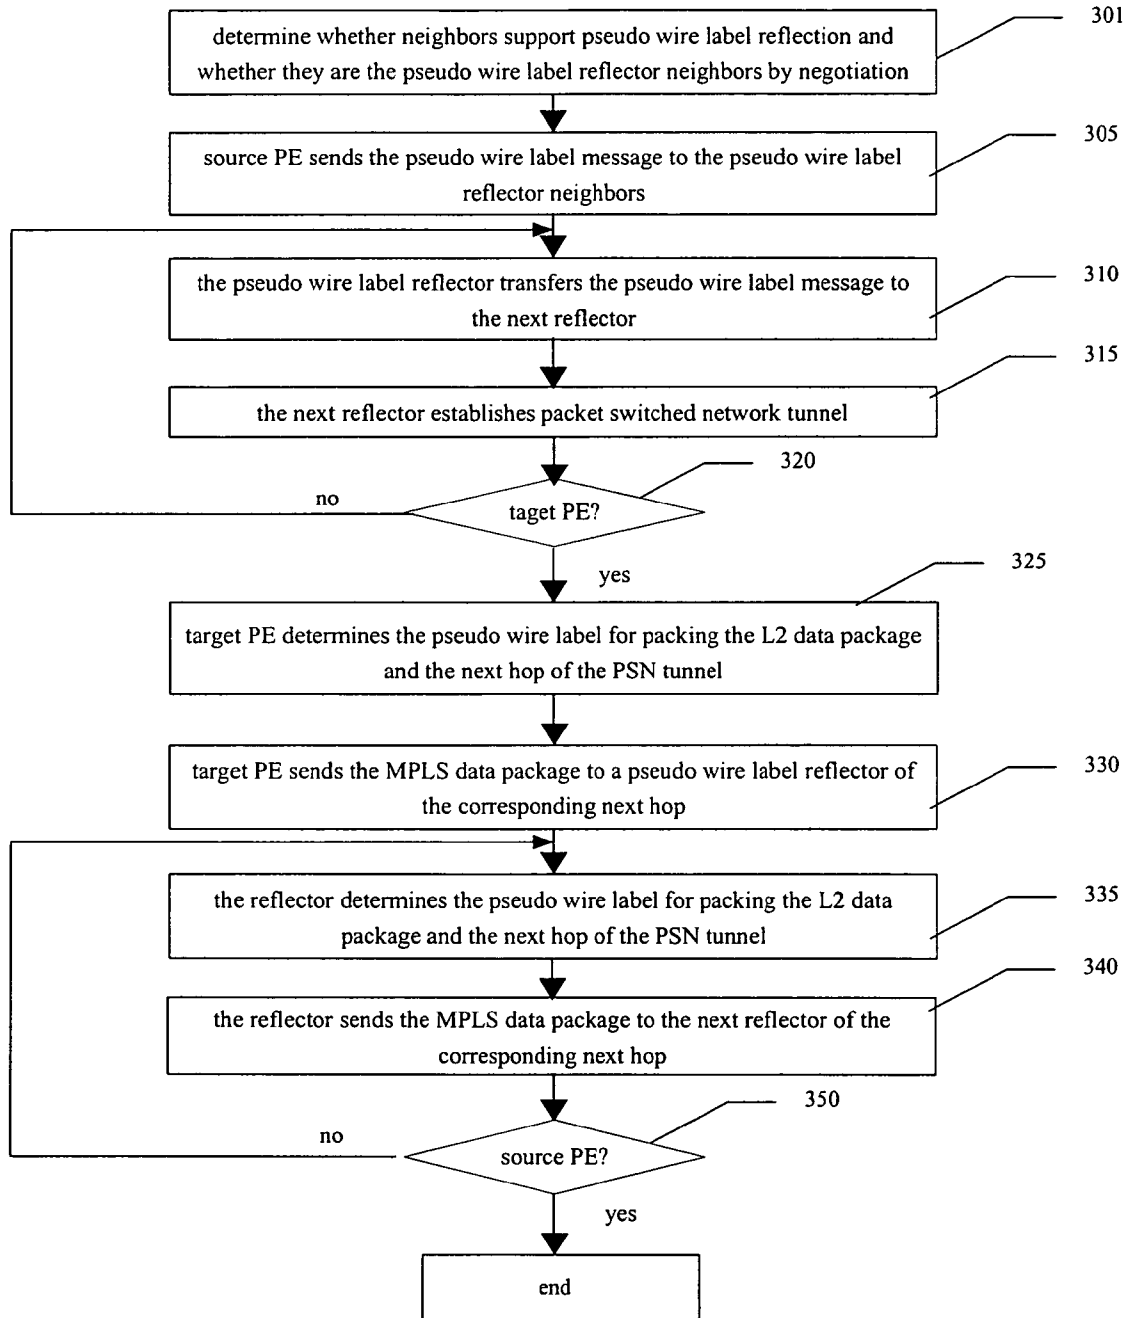 301
determine whether neighbors support pseudo wire label reflection and
whether they are the pseudo wire label reflector neighbors by negotiation
305
source PE sends the pseudo wire label message to the pseudo wire label
reflector neighbors
310
the pseudo wire label reflector transfers the pseudo wire label message to
the next reflector
315
the next reflector establishes packet switched network tunnel
320
no
taget PE?
yes
325
target PE determines the pseudo wire label for packing the L2 data package
and the next hop of the PSN tunnel
330
target PE sends the MPLS data package to a pseudo wire label reflector of
the corresponding next hop
335
the reflector determines the pseudo wire label for packing the L2 data
package and the next hop of the PSN tunnel
340
the reflector sends the MPLS data package to the next reflector of the
corresponding next hop
350
no
source PE?
yes
end